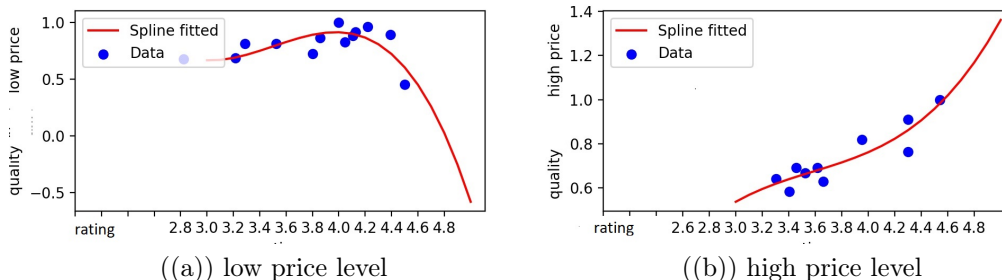 1.0
0.5
0.0
−0.5
low price
quality
Spline fitted
Data
rating
2.8 3.0 3.2 3.4 3.6 3.8 4.0 4.2 4.4 4.6 4.8
((a)) low price level
1.4
1.2
1.0
0.8
0.6
high price
quality
Spline fitted
Data
rating
2.6 2.8 3.0 3.2 3.4 3.6 3.8 4.0 4.2 4.4 4.6 4.8
((b)) high price level